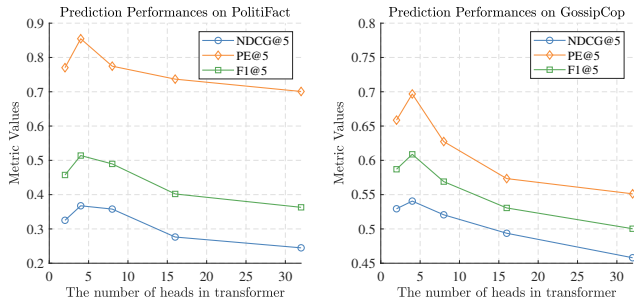 Prediction Performances on PolitiFact
0.9
0.8
0.7
0.6
0.5
0.4
0.3
0.2
Metric Values
NDCG@5
PE@5
F1@5
0 5 10 15 20 25 30
The number of heads in transformer
Prediction Performances on GossipCop
0.8
0.75
0.7
0.65
0.6
0.55
0.5
0.45
Metric Values
NDCG@5
PE@5
F1@5
0 5 10 15 20 25 30
The number of heads in transformer